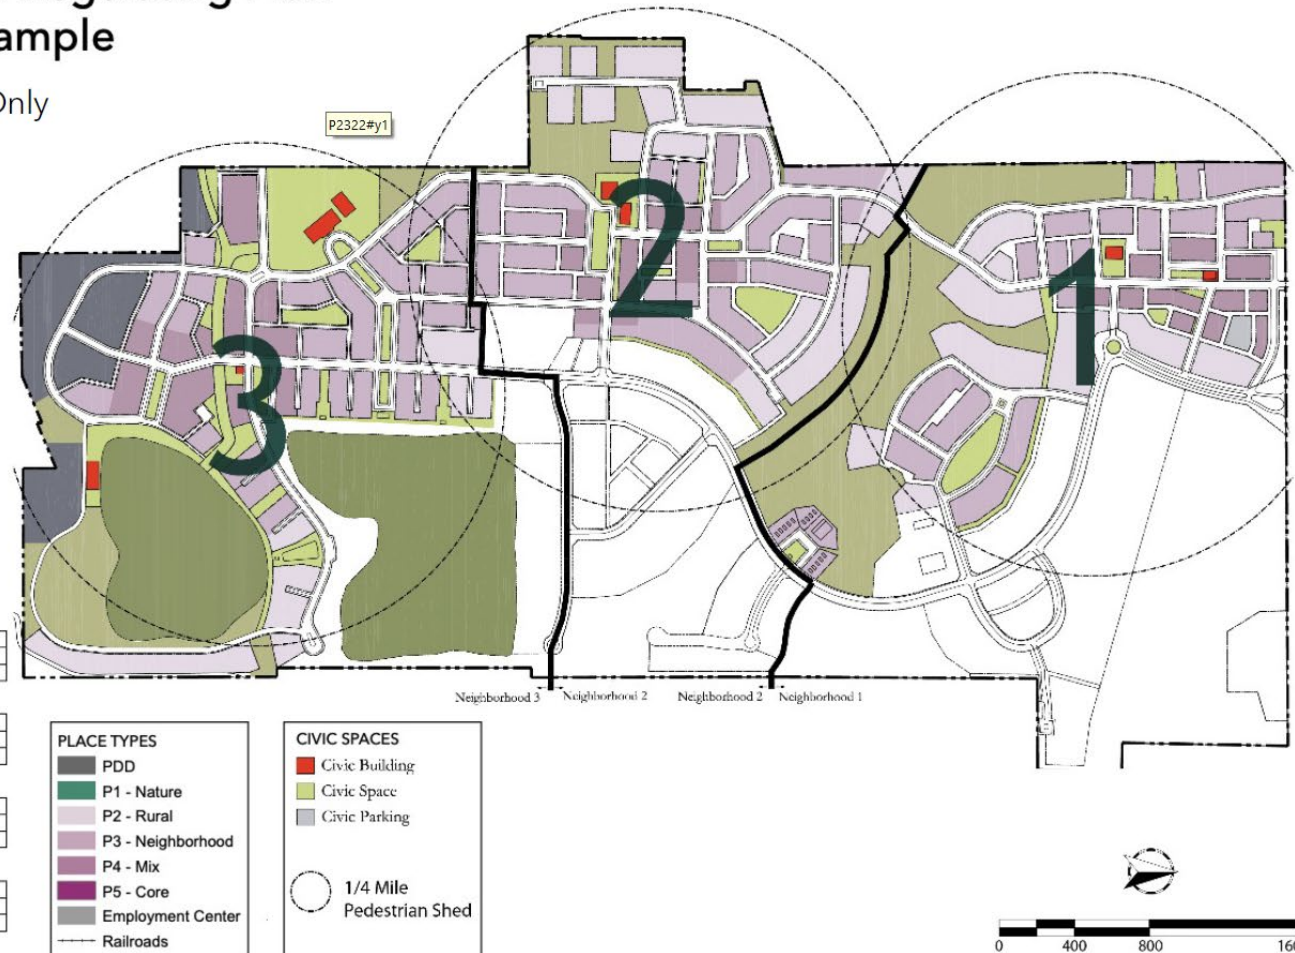 ample
Only
P2322#y1
2
1
3
Neighborhood 3
Neighborhood 2
Neighborhood 2
Neighborhood 1
PLACE TYPES
PDD
P1 - Nature
P2 - Rural
P3 - Neighborhood
P4 - Mix
P5 - Core
Employment Center
Railroads
CIVIC SPACES
Civic Building
Civic Space
Civic Parking
1/4 Mile
Pedestrian Shed
0 400 800 160